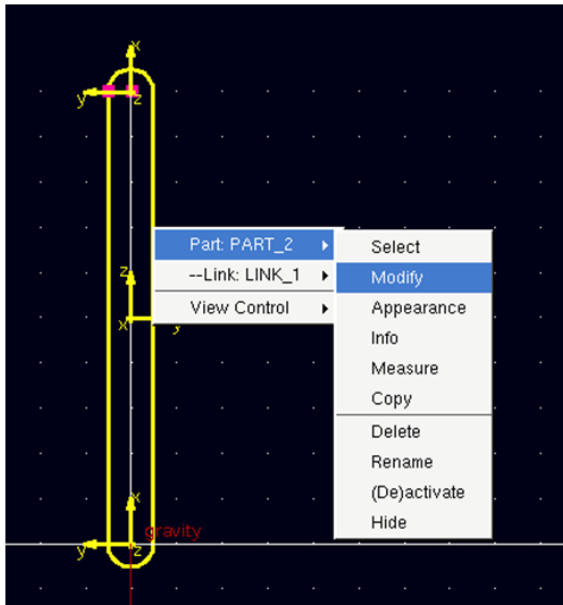 x
y
z
Part: PART_2
--Link: LINK_1
View Control
Select
Modify
Appearance
Info
Measure
Copy
Delete
Rename
(De)activate
Hide
z
x
y
x
gravity
y
z